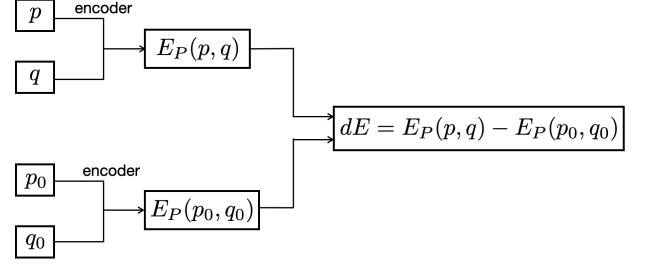 p
encoder
q
E_P(p, q)
dE = E_P(p, q) − E_P(p_0, q_0)
p_0
encoder
q_0
E_P(p_0, q_0)